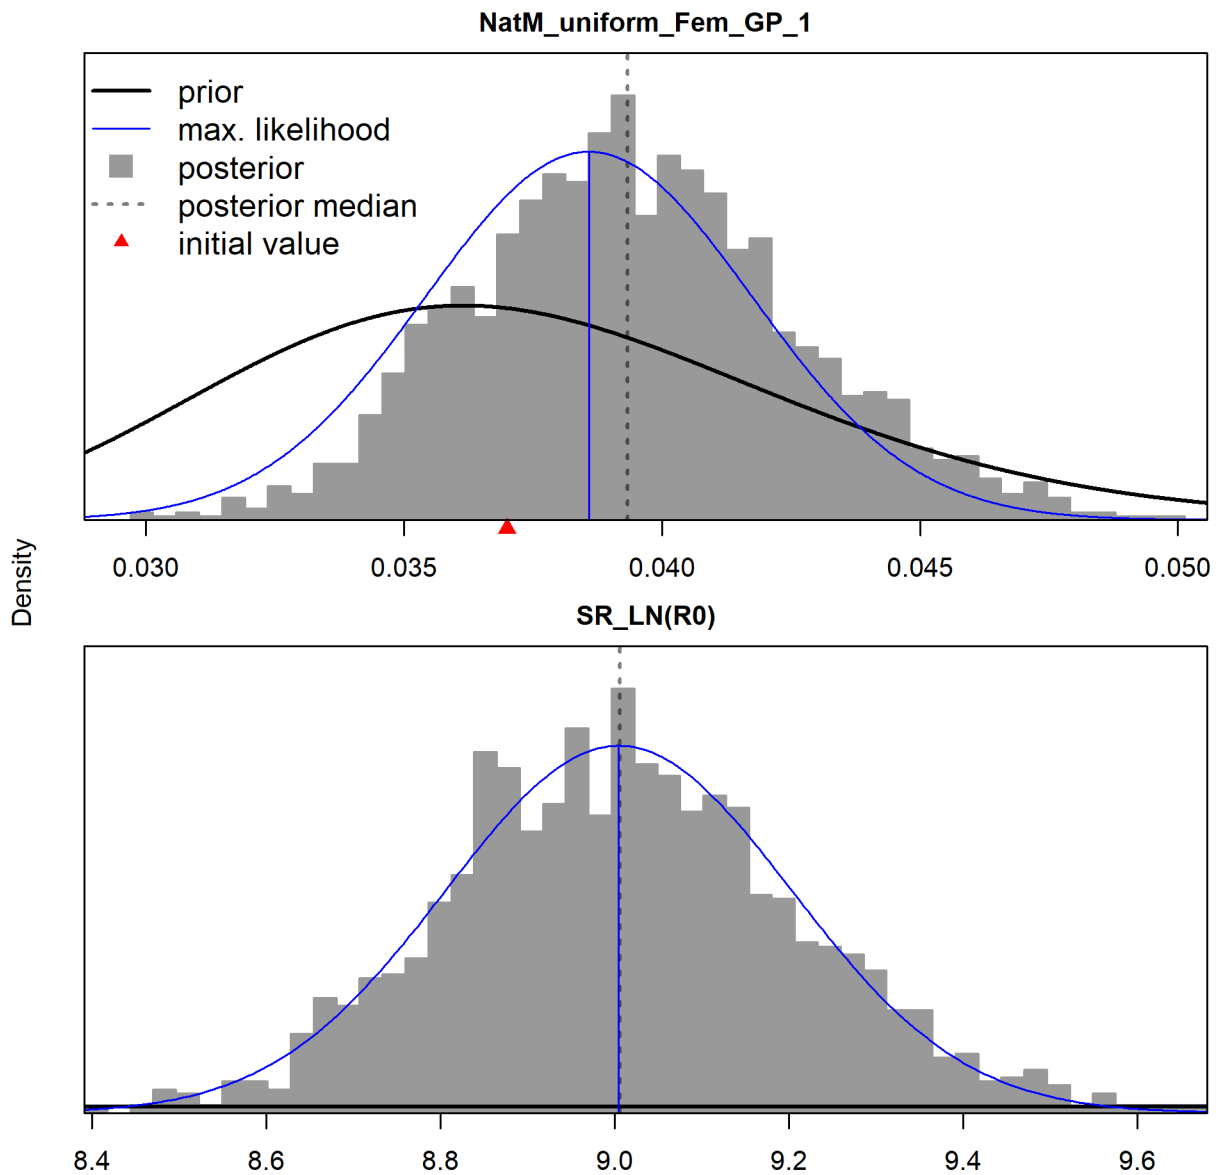 NatM_uniform_Fem_GP_1
prior
max. likelihood
posterior
posterior median
initial value
0.030 0.035 0.040 0.045 0.050
Density
SR_LN(R0)
8.4 8.6 8.8 9.0 9.2 9.4 9.6